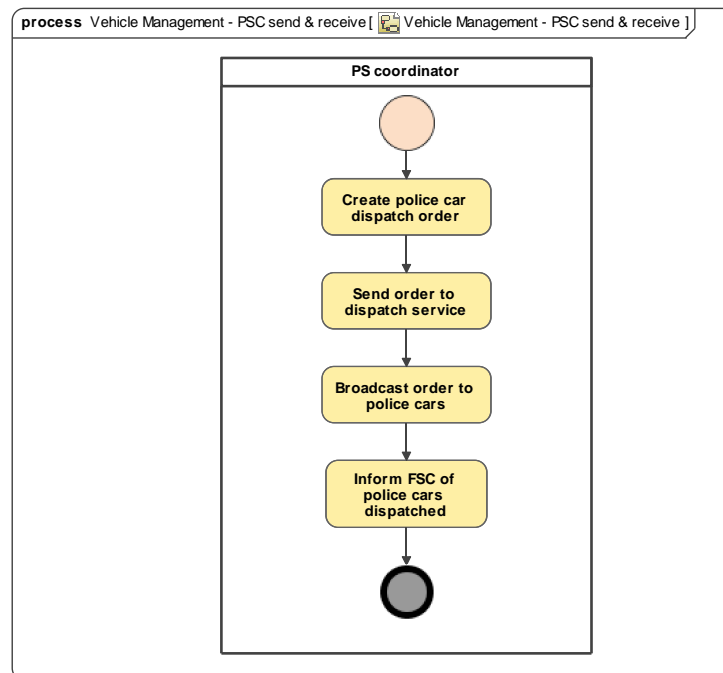 process Vehicle Management - PSC send & receive [ Vehicle Management - PSC send & receive ]
PS coordinator
Create police car
dispatch order
Send order to
dispatch service
Broadcast order to
police cars
Inform FSC of
police cars
dispatched